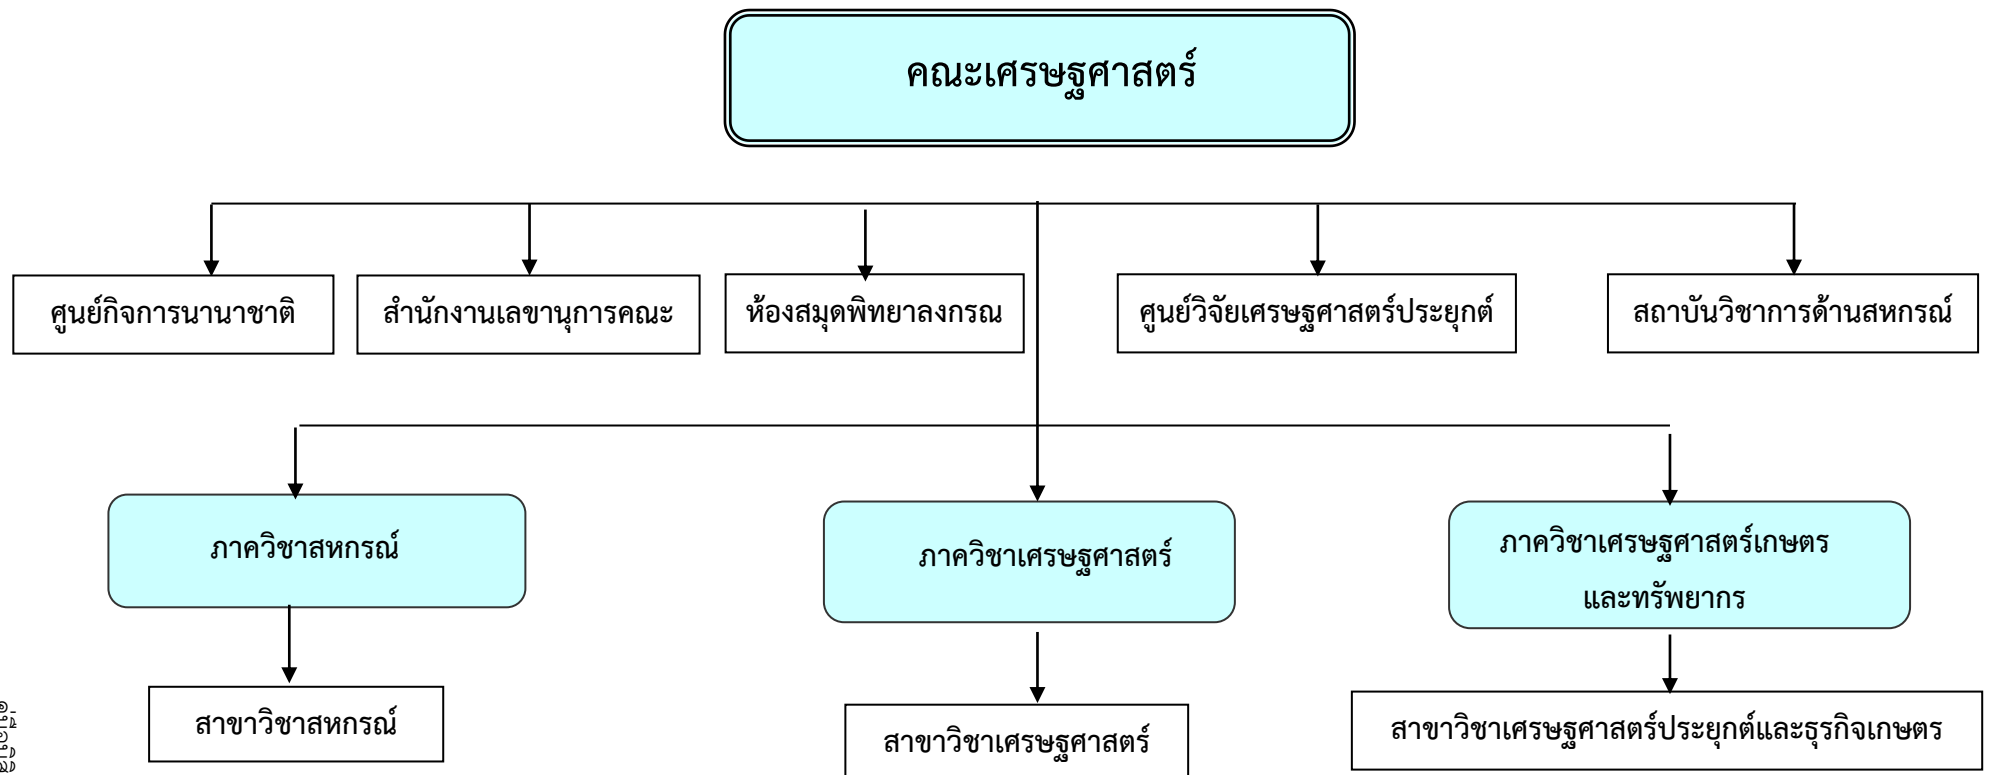 คณะเศรษฐศาสตร์
ศูนย์กิจการนานาชาติ
สำนักงานเลขานุการคณะ
ห้องสมุดพิทยาลงกรณ
ศูนย์วิจัยเศรษฐศาสตร์ประยุกต์
สถาบันวิชาการด้านสหกรณ์
ภาควิชาสหกรณ์
ภาควิชาเศรษฐศาสตร์
ภาควิชาเศรษฐศาสตร์เกษตร
และทรัพยากร
สาขาวิชาสหกรณ์
สาขาวิชาเศรษฐศาสตร์
สาขาวิชาเศรษฐศาสตร์ประยุกต์และธุรกิจเกษตร